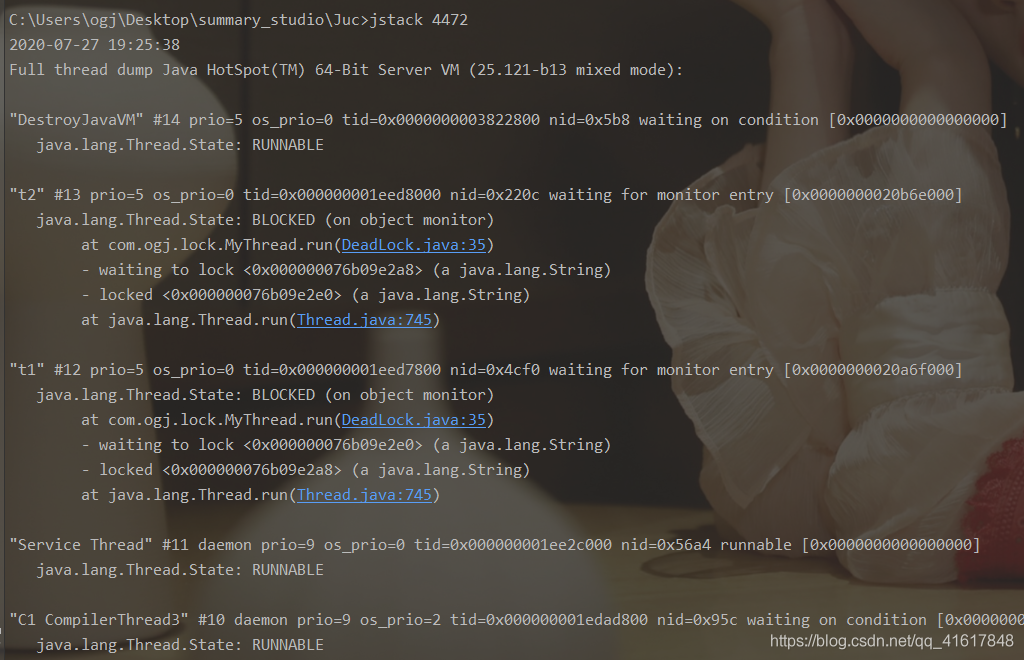 C:\Users\ogj\Desktop\summary_studio\Juc>jstack 4472
2020-07-27 19:25:38
Full thread dump Java HotSpot(TM) 64-Bit Server VM (25.121-b13 mixed mode):
"DestroyJavaVM" #14 prio=5 os_prio=0 tid=0x0000000003822800 nid=0x5b8 waiting on condition [0x0000000000000000]
java.lang.Thread.State: RUNNABLE
"t2" #13 prio=5 os_prio=0 tid=0x000000001eed8000 nid=0x220c waiting for monitor entry [0x0000000020b6e000]
java.lang.Thread.State: BLOCKED (on object monitor)
at com.ogj.lock.MyThread.run(DeadLock.java:35)
- waiting to lock <0x000000076b09e2a8> (a java.lang.String)
- locked <0x000000076b09e2e0> (a java.lang.String)
at java.lang.Thread.run(Thread.java:745)
"t1" #12 prio=5 os_prio=0 tid=0x000000001eed7800 nid=0x4cf0 waiting for monitor entry [0x0000000020a6f000]
java.lang.Thread.State: BLOCKED (on object monitor)
at com.ogj.lock.MyThread.run(DeadLock.java:35)
- waiting to lock <0x000000076b09e2e0> (a java.lang.String)
- locked <0x000000076b09e2a8> (a java.lang.String)
at java.lang.Thread.run(Thread.java:745)
"Service Thread" #11 daemon prio=9 os_prio=0 tid=0x000000001ee2c000 nid=0x56a4 runnable [0x0000000000000000]
java.lang.Thread.State: RUNNABLE
"C1 CompilerThread3" #10 daemon prio=9 os_prio=2 tid=0x000000001edad800 nid=0x95c waiting on condition [0x0000000
java.lang.Thread.State: RUNNABLE
https://blog.csdn.net/qq_41617848